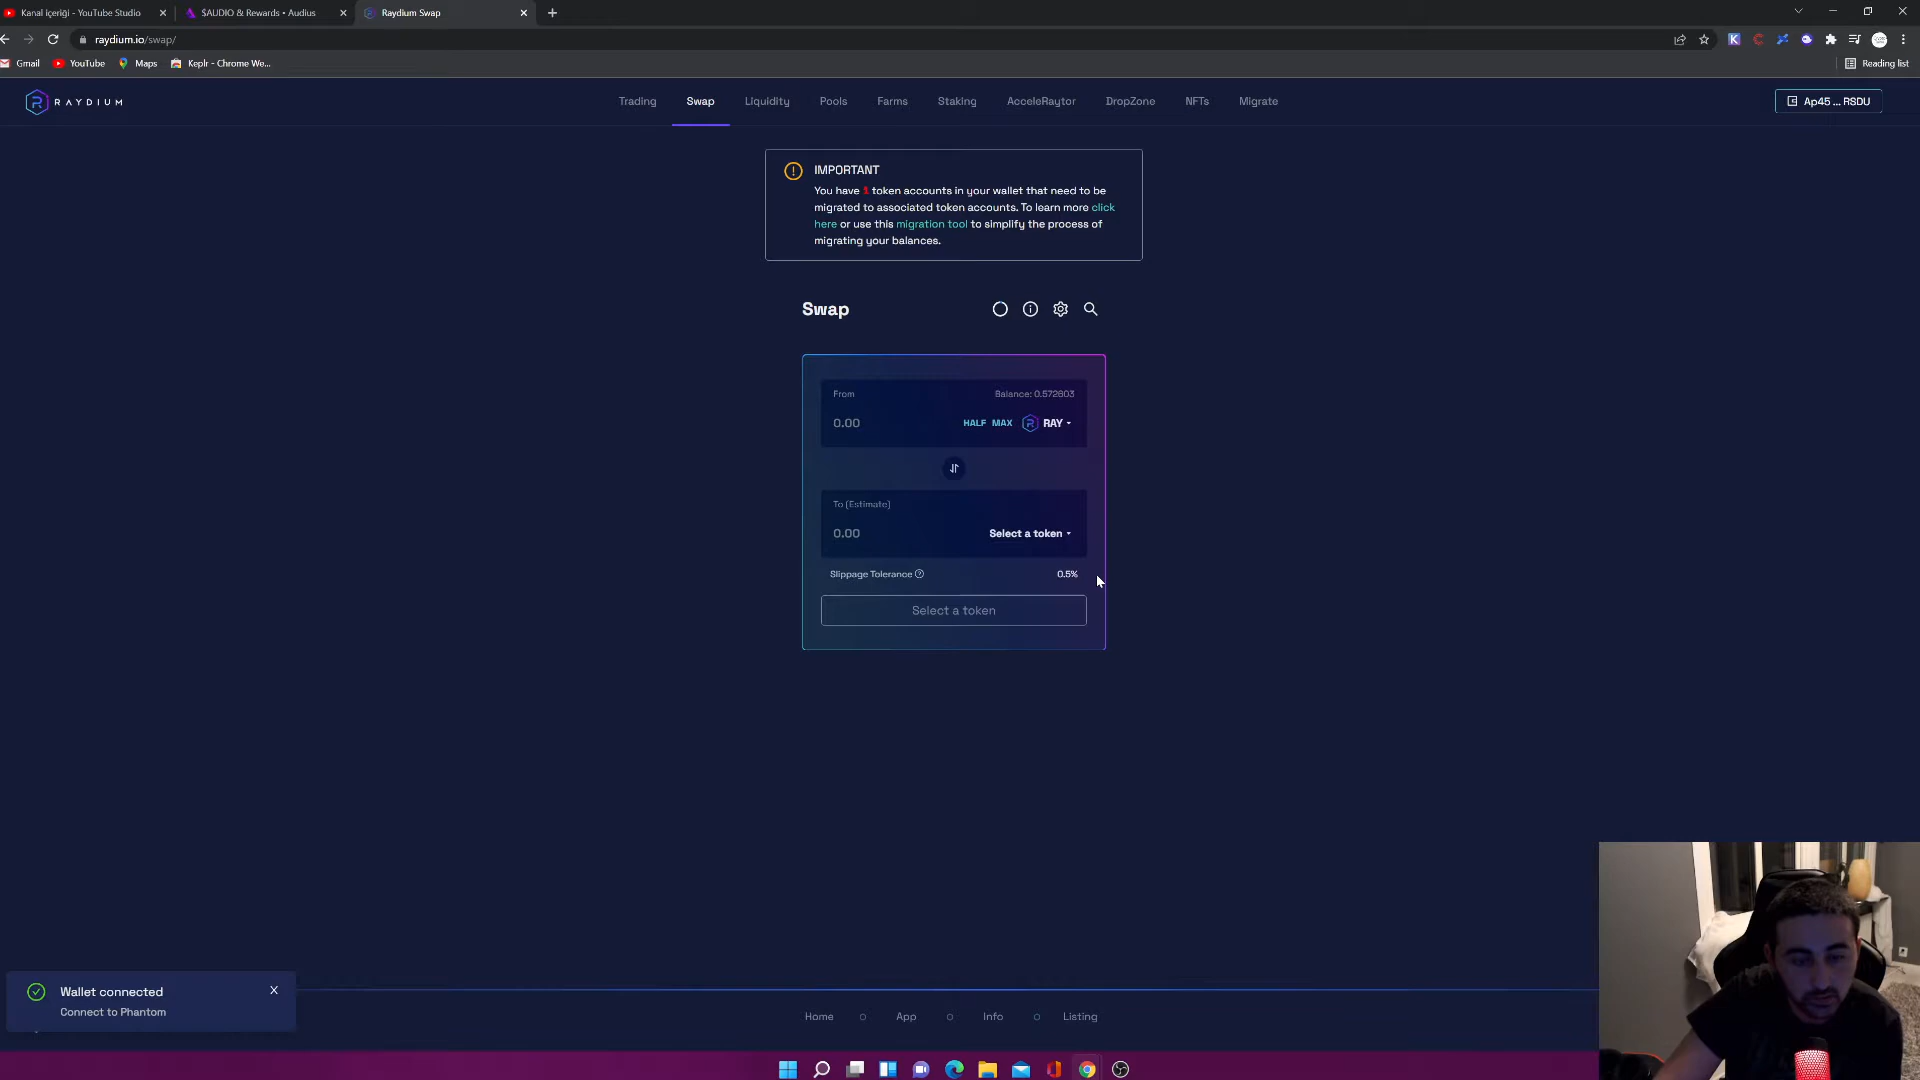 Kanal içeriği - YouTube Studio
$AUDIO & Rewards • Audius
Raydium Swap
raydium.io/swap/
Gmail
YouTube
Maps
Keplr - Chrome We...
Reading list
RAYDIUM
Trading
Swap
Liquidity
Pools
Farms
Staking
AcceleRaytor
DropZone
NFTs
Migrate
Ap45 ... RSDU
IMPORTANT
You have 1 token accounts in your wallet that need to be
migrated to associated token accounts. To learn more click
here or use this migration tool to simplify the process of
migrating your balances.
Swap
From
Balance: 0.572603
0.00
HALF MAX RAY
To (Estimate)
0.00
Select a token
Slippage Tolerance
0.5%
Select a token
Wallet connected
X
Connect to Phantom
Home
App
Info
Listing